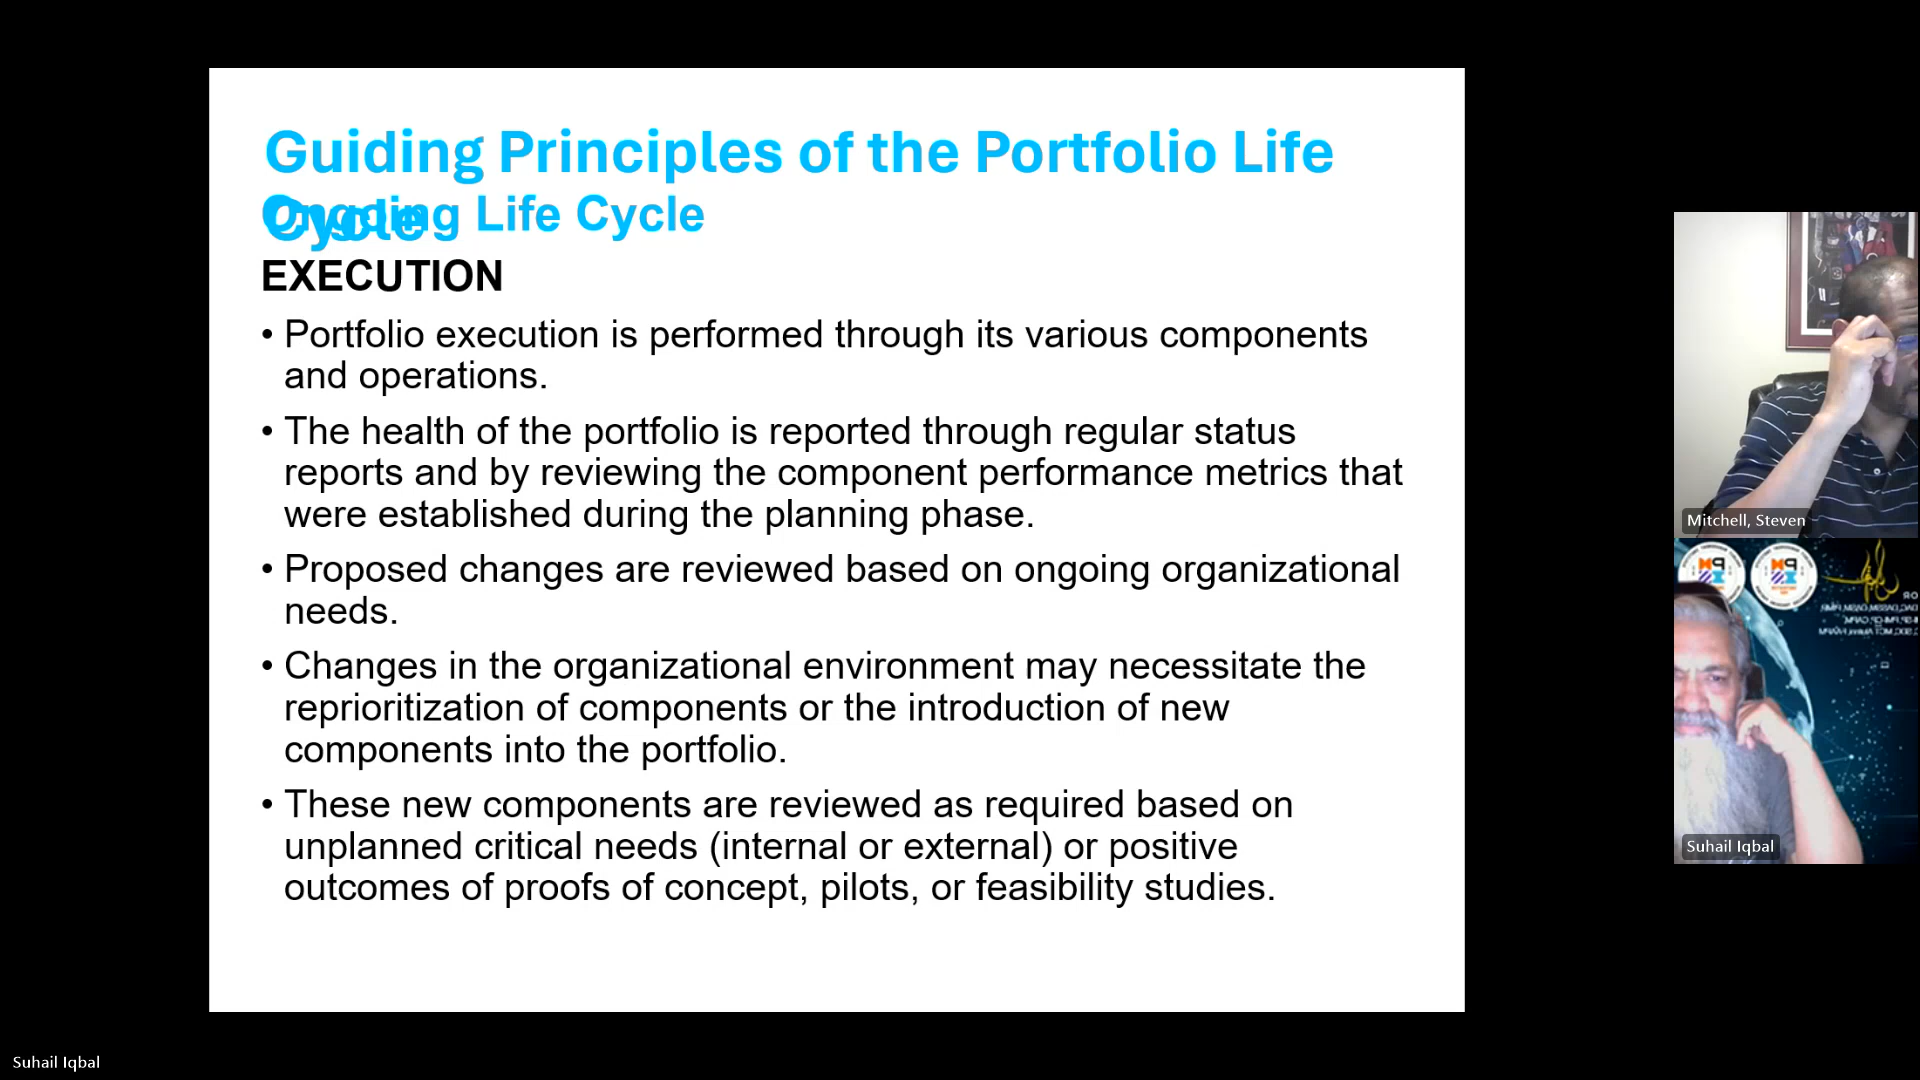 Guiding Principles of the Portfolio Life
Cycle
Ongoing Life Cycle
EXECUTION
• Portfolio execution is performed through its various components
and operations.
• The health of the portfolio is reported through regular status
reports and by reviewing the component performance metrics that
were established during the planning phase.
• Proposed changes are reviewed based on ongoing organizational
needs.
• Changes in the organizational environment may necessitate the
reprioritization of components or the introduction of new
components into the portfolio.
• These new components are reviewed as required based on
unplanned critical needs (internal or external) or positive
outcomes of proofs of concept, pilots, or feasibility studies.
Mitchell, Steven
Suhail Iqbal
Suhail Iqbal